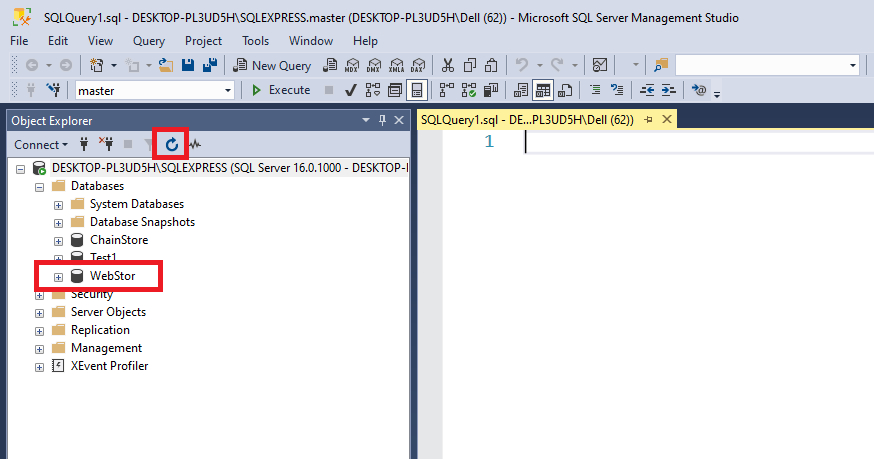 SQLQuery1.sql - DESKTOP-PL3UD5H\SQLEXPRESS.master (DESKTOP-PL3UD5H\Dell (62)) - Microsoft SQL Server Management Studio
File Edit View Query Project Tools Window Help
New Query MDX DMX XMLA DAX
master Execute
Object Explorer
SQLQuery1.sql - DE...PL3UD5H\Dell (62))
Connect
1
DESKTOP-PL3UD5H\SQLEXPRESS (SQL Server 16.0.1000 - DESKTOP-
Databases
System Databases
Database Snapshots
ChainStore
Test1
WebStor
Security
Server Objects
Replication
Management
XEvent Profiler